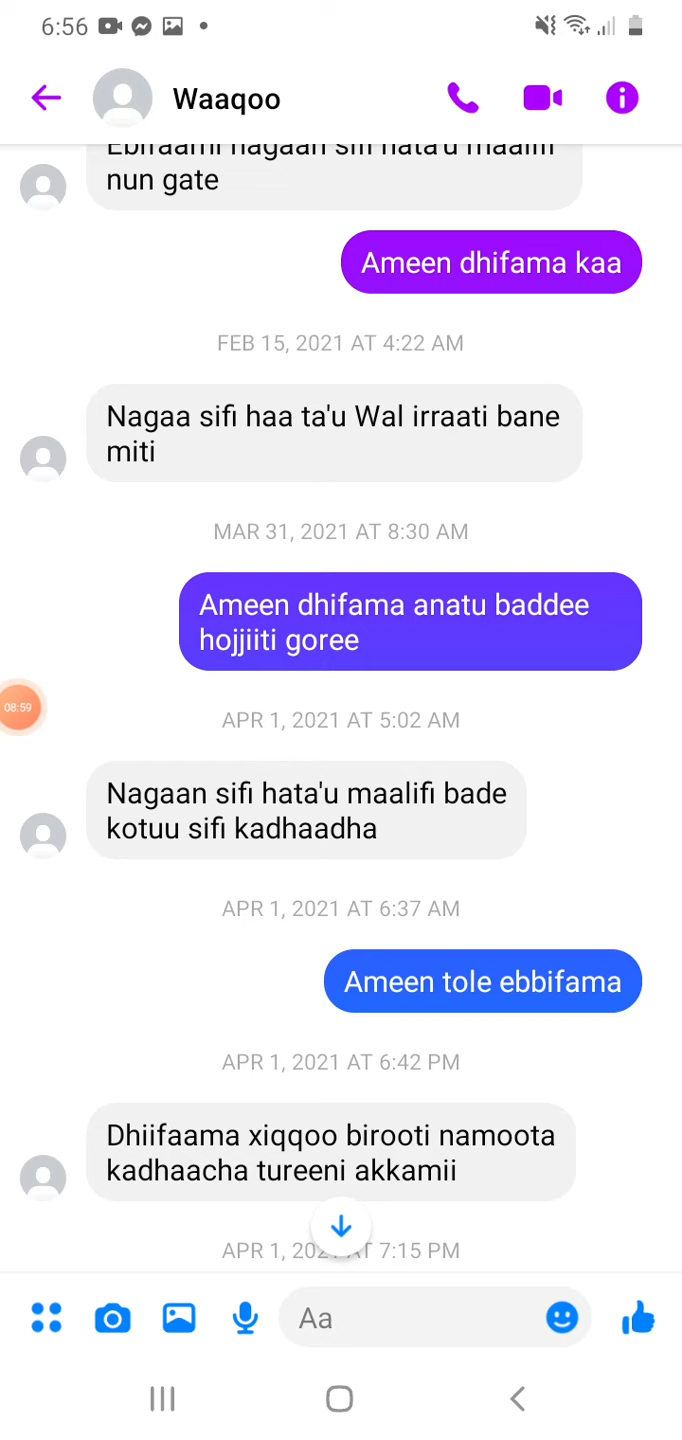 6:56
Waaqoo
nun gate
Ameen dhifama kaa
FEB 15, 2021 AT 4:22 AM
Nagaa sifi haa ta'u Wal irraati bane
miti
MAR 31, 2021 AT 8:30 AM
Ameen dhifama anatu baddee
hojjiiti goree
08:59
APR 1, 2021 AT 5:02 AM
Nagaan sifi hata'u maalifi bade
kotuu sifi kadhaadha
APR 1, 2021 AT 6:37 AM
Ameen tole ebbifama
APR 1, 2021 AT 6:42 PM
Dhiifaama xiqqoo birooti namoota
kadhaacha tureeni akkamii
APR 1, 2021 AT 7:15 PM
Aa